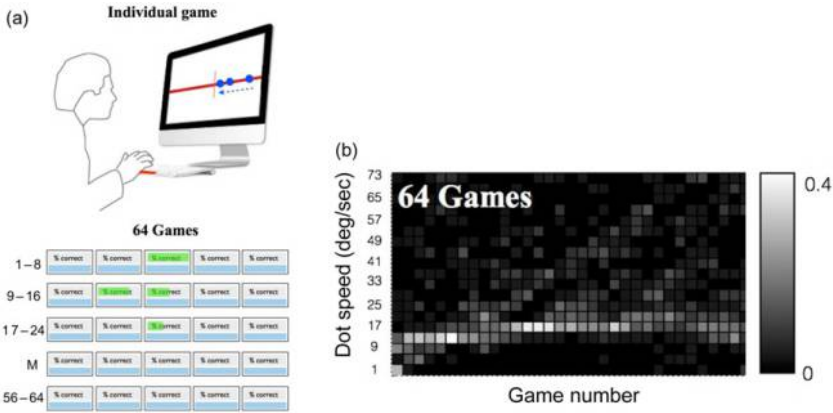 (a)
Individual game
64 Games
1–8 % correct % correct % correct % correct % correct
9–16 % correct % correct % correct % correct % correct
17–24 % correct % correct % correct % correct % correct
M % correct % correct % correct % correct % correct
56–64 % correct % correct % correct % correct % correct
(b)
64 Games
Dot speed (deg/sec)
73
65
57
49
41
33
25
17
9
1
Game number
0.4
0